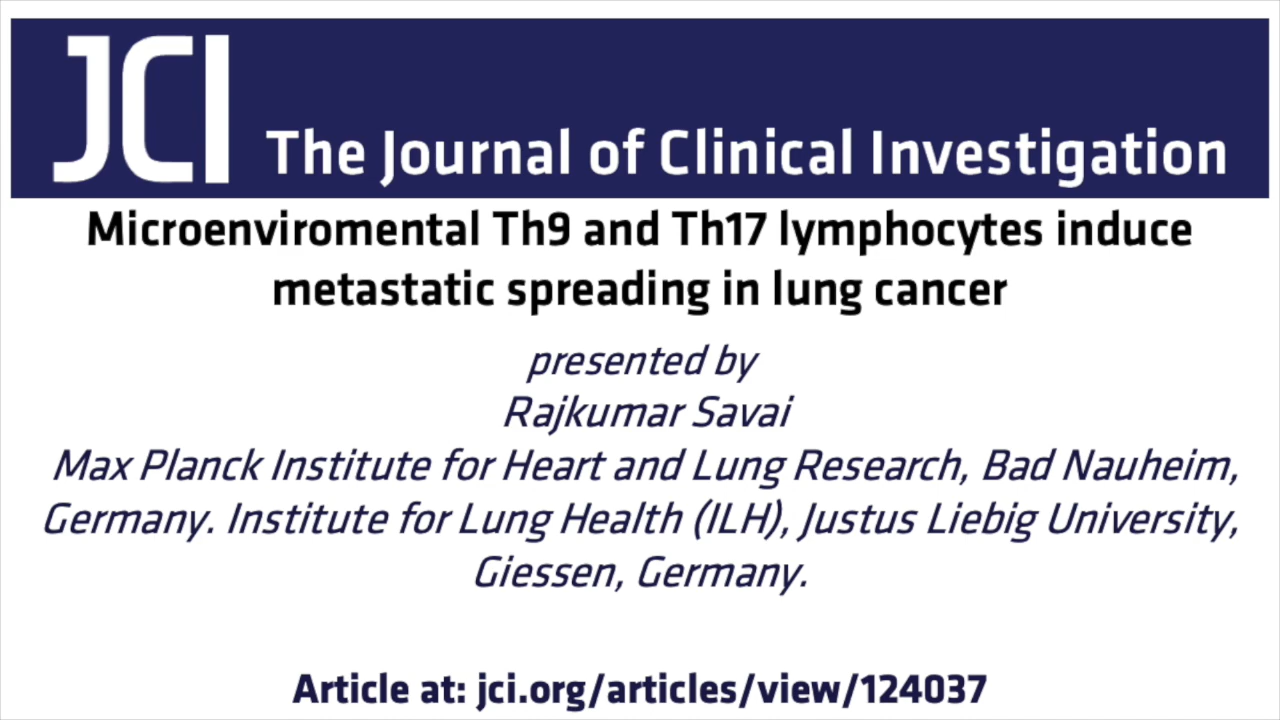 JCI The Journal of Clinical Investigation
Microenviromental Th9 and Th17 lymphocytes induce
metastatic spreading in lung cancer
presented by
Rajkumar Savai
Max Planck Institute for Heart and Lung Research, Bad Nauheim,
Germany. Institute for Lung Health (ILH), Justus Liebig University,
Giessen, Germany.
Article at: jci.org/articles/view/124037